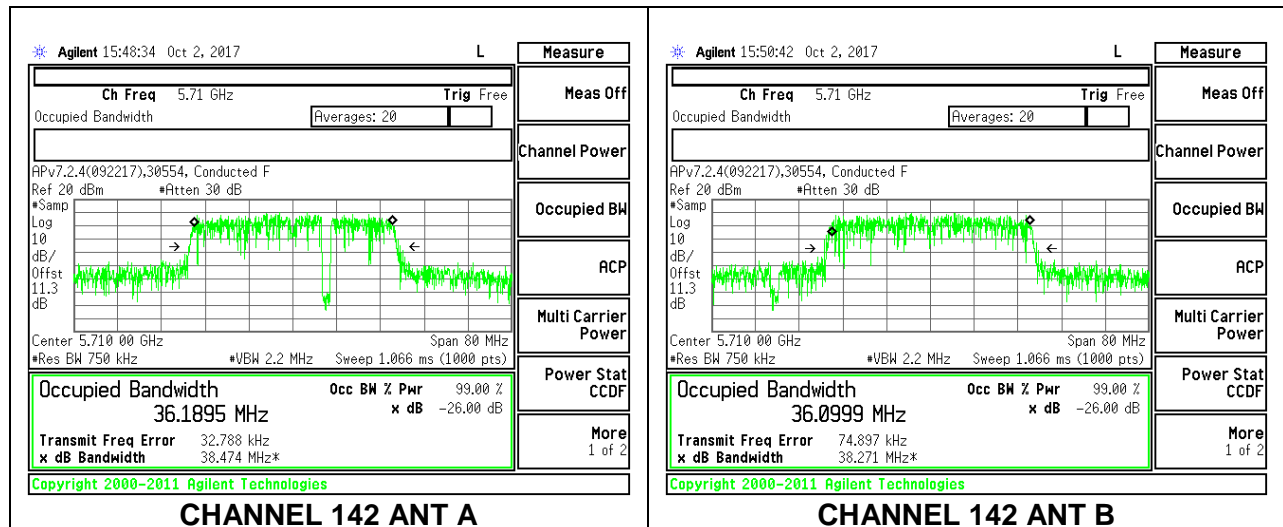 Agilent 15:48:34 Oct 2, 2017 L
Measure
Ch Freq 5.71 GHz Trig Free
Occupied Bandwidth Averages: 20
APv7.2.4(092217),30554, Conducted F
Ref 20 dBm #Atten 30 dB
#Samp
Log
10
dB/
Offst
11.3
dB
Center 5.710 00 GHz Span 80 MHz
#Res BW 750 kHz #VBW 2.2 MHz Sweep 1.066 ms (1000 pts)
Occupied Bandwidth Occ BW % Pwr 99.00 %
36.1895 MHz x dB -26.00 dB
Transmit Freq Error 32.788 kHz
x dB Bandwidth 38.474 MHz*
Copyright 2000-2011 Agilent Technologies
Meas Off
Channel Power
Occupied BW
ACP
Multi Carrier
Power
Power Stat
CCDF
More
1 of 2
CHANNEL 142 ANT A
Agilent 15:50:42 Oct 2, 2017 L
Measure
Ch Freq 5.71 GHz Trig Free
Occupied Bandwidth Averages: 20
APv7.2.4(092217),30554, Conducted F
Ref 20 dBm #Atten 30 dB
#Samp
Log
10
dB/
Offst
11.3
dB
Center 5.710 00 GHz Span 80 MHz
#Res BW 750 kHz #VBW 2.2 MHz Sweep 1.066 ms (1000 pts)
Occupied Bandwidth Occ BW % Pwr 99.00 %
36.0999 MHz x dB -26.00 dB
Transmit Freq Error 74.897 kHz
x dB Bandwidth 38.271 MHz*
Copyright 2000-2011 Agilent Technologies
Meas Off
Channel Power
Occupied BW
ACP
Multi Carrier
Power
Power Stat
CCDF
More
1 of 2
CHANNEL 142 ANT B